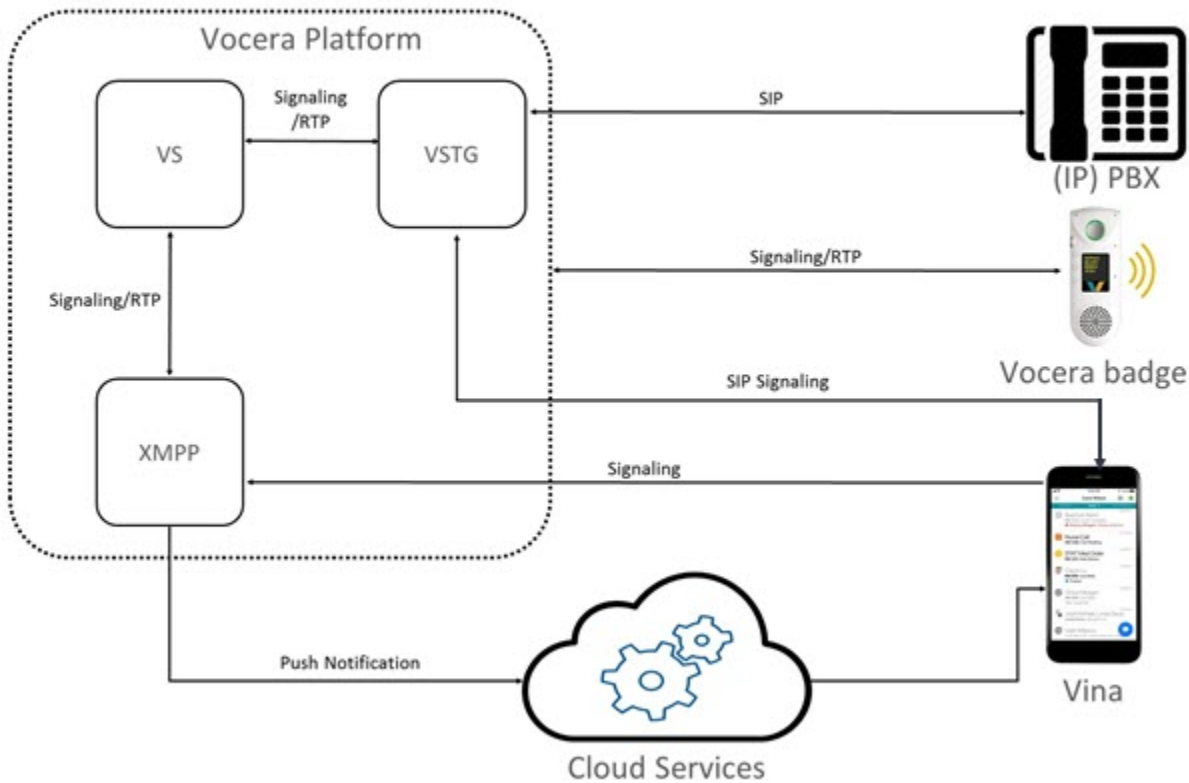 Vocera Platform
Signaling
/RTP
VS
VSTG
SIP
(IP) PBX
Signaling/RTP
Vocera badge
Signaling/RTP
SIP Signaling
XMPP
Signaling
Push Notification
Vina
Cloud Services